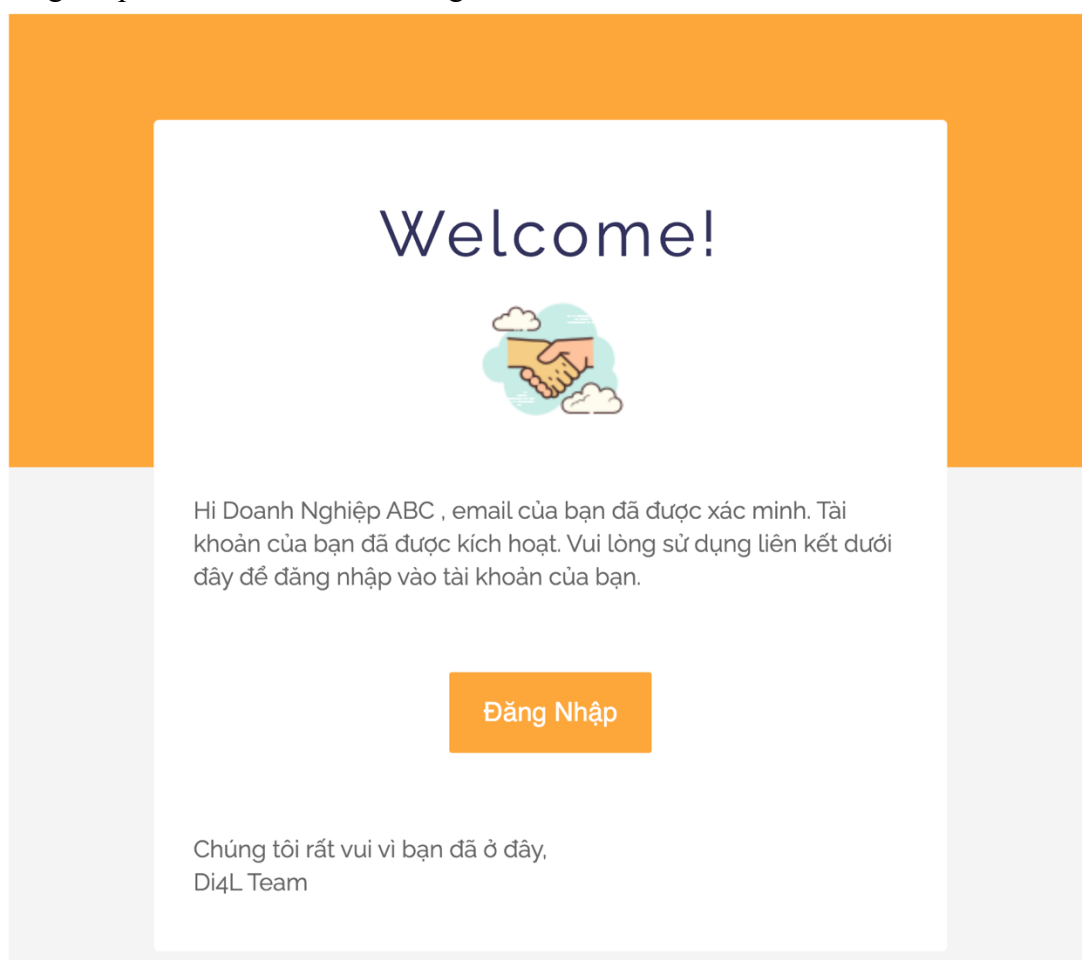 Welcome!
Hi Doanh Nghiệp ABC , email của bạn đã được xác minh. Tài
khoản của bạn đã được kích hoạt. Vui lòng sử dụng liên kết dưới
đây để đăng nhập vào tài khoản của bạn.
Đăng Nhập
Chúng tôi rất vui vì bạn đã ở đây,
Di4L Team